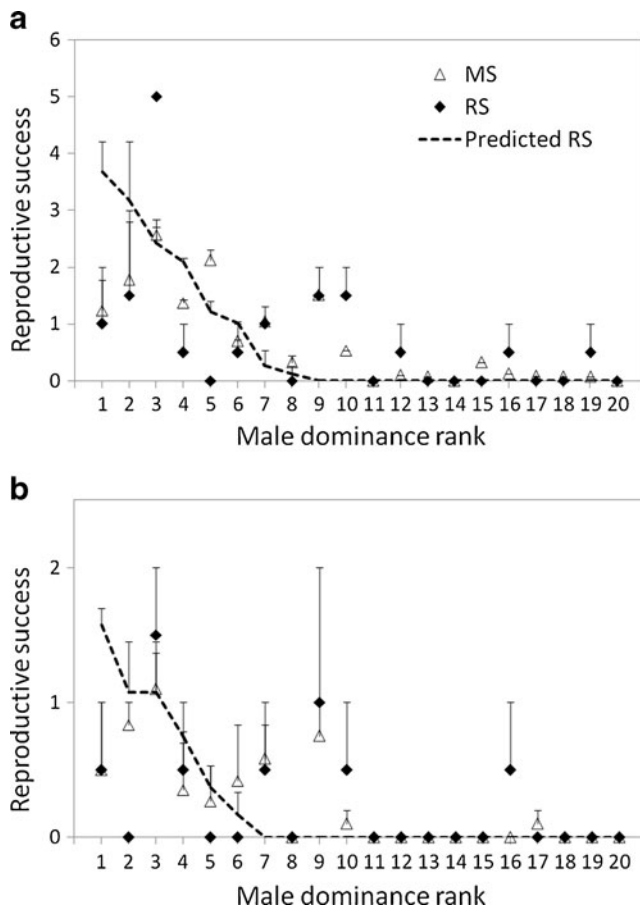 a
6
5
4
3
2
1
0
Reproductive success
MS
RS
Predicted RS
1 2 3 4 5 6 7 8 9 10 11 12 13 14 15 16 17 18 19 20
Male dominance rank
b
2
1
0
Reproductive success
1 2 3 4 5 6 7 8 9 10 11 12 13 14 15 16 17 18 19 20
Male dominance rank